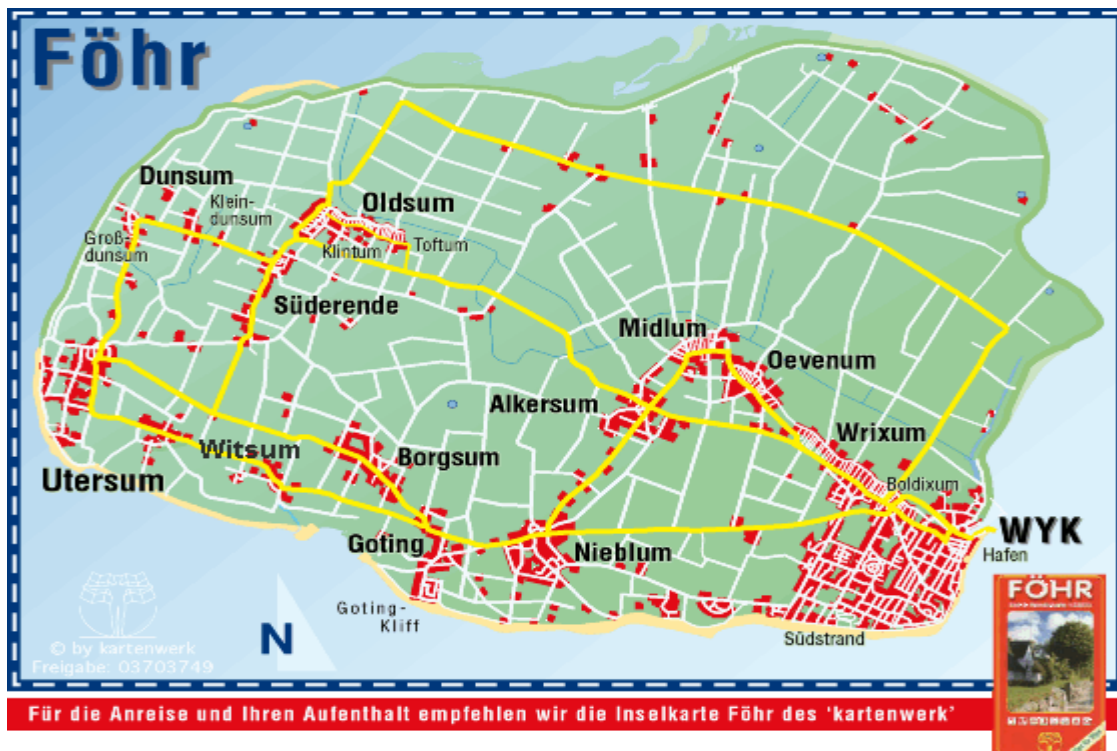 Föhr
Dunsum
Klein-
dunsum
Oldsum
Groß-
dunsum
Toftum
Klintum
Süderende
Midlum
Oevenum
Alkersum
Wrixum
Witsum
Borgsum
Utersum
Boldixum
WYK
Hafen
Goting
Nieblum
Goting-
Kliff
Südstrand
N
© by kartenwerk
Freigabe: 03703749
FÖHR
Für die Anreise und Ihren Aufenthalt empfehlen wir die Inselkarte Föhr des 'kartenwerk'